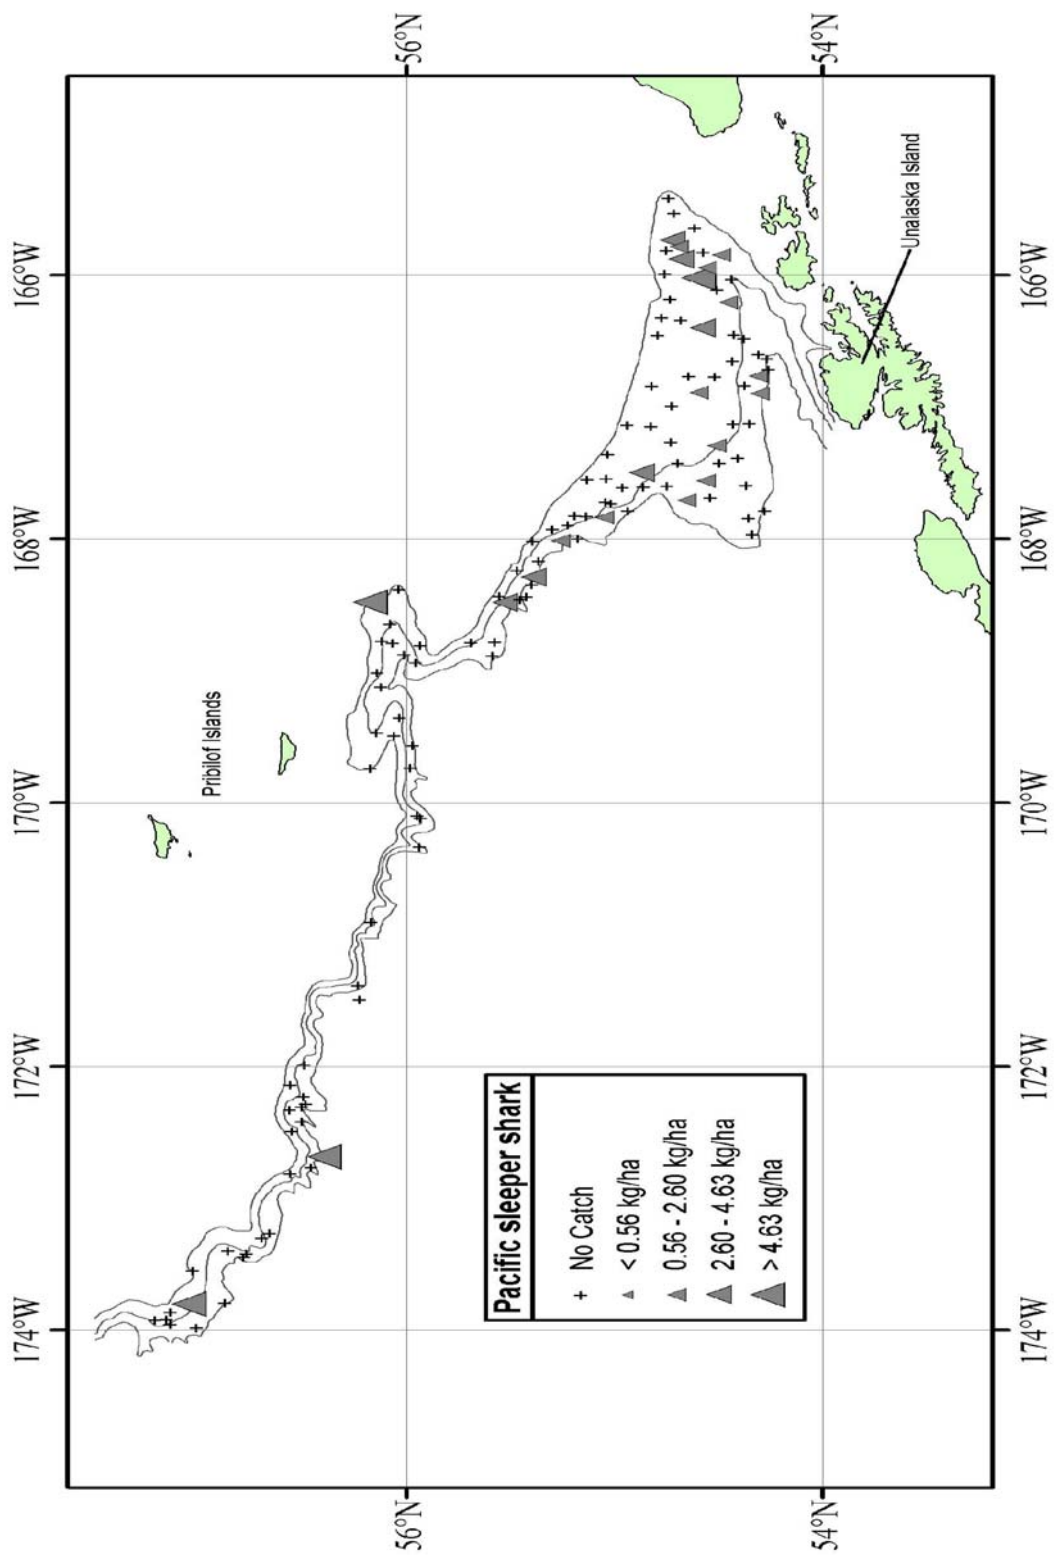 174°W
172°W
170°W
168°W
166°W
56°N
56°N
54°N
54°N
Pribilof Islands
Unalaska Island
Pacific sleeper shark
No Catch
< 0.56 kg/ha
0.56 - 2.60 kg/ha
2.60 - 4.63 kg/ha
> 4.63 kg/ha
174°W
172°W
170°W
168°W
166°W